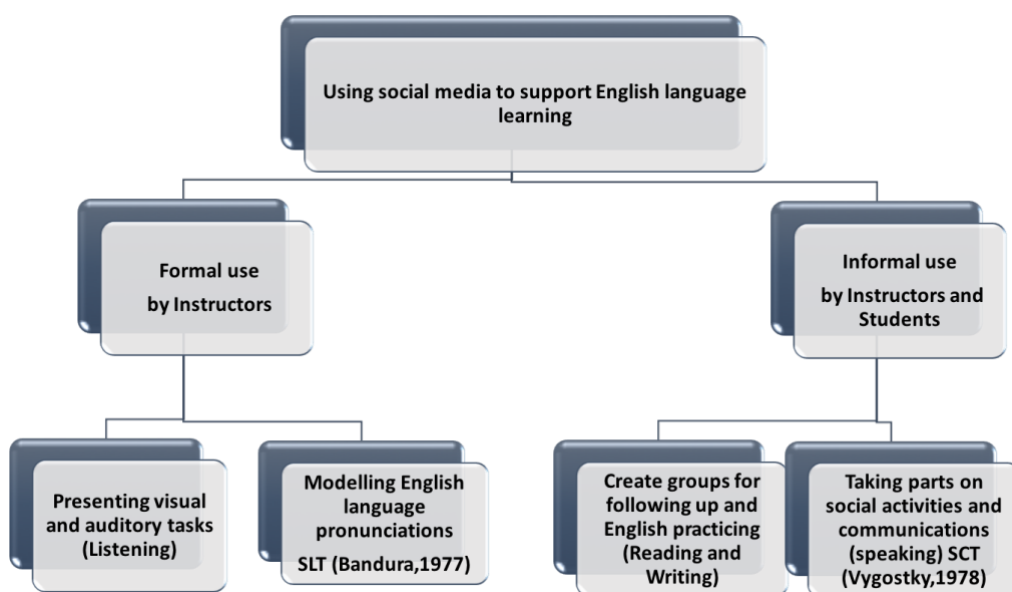 Using social media to support English language
learning
Formal use
by Instructors
Informal use
by Instructors and
Students
Presenting visual
and auditory tasks
(Listening)
Modelling English
language
pronunciations
SLT (Bandura,1977)
Create groups for
following up and
English practicing
(Reading and
Writing)
Taking parts on
social activities and
communications
(speaking) SCT
(Vygostky,1978)